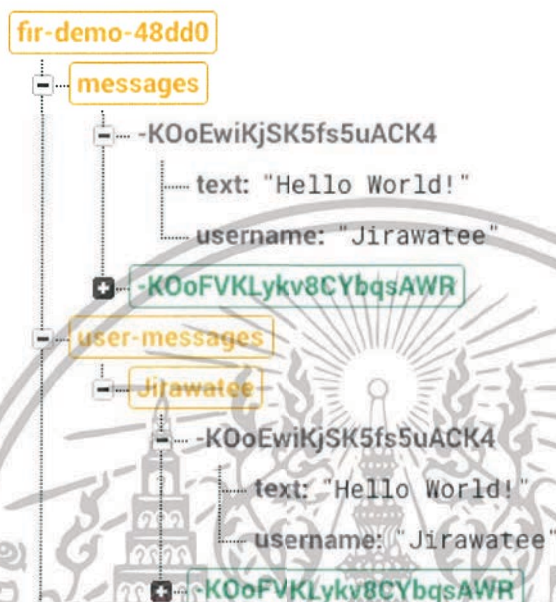 fir-demo-48dd0
messages
-KOoEwiKjSK5fs5uACK4
text: "Hello World!"
username: "Jirawatee"
-KOoFVKLykv8CYbqsAWR
user-messages
Jirawatee
-KOoEwiKjSK5fs5uACK4
text: "Hello World!"
username: "Jirawatee"
-KOoFVKLykv8CYbqsAWR